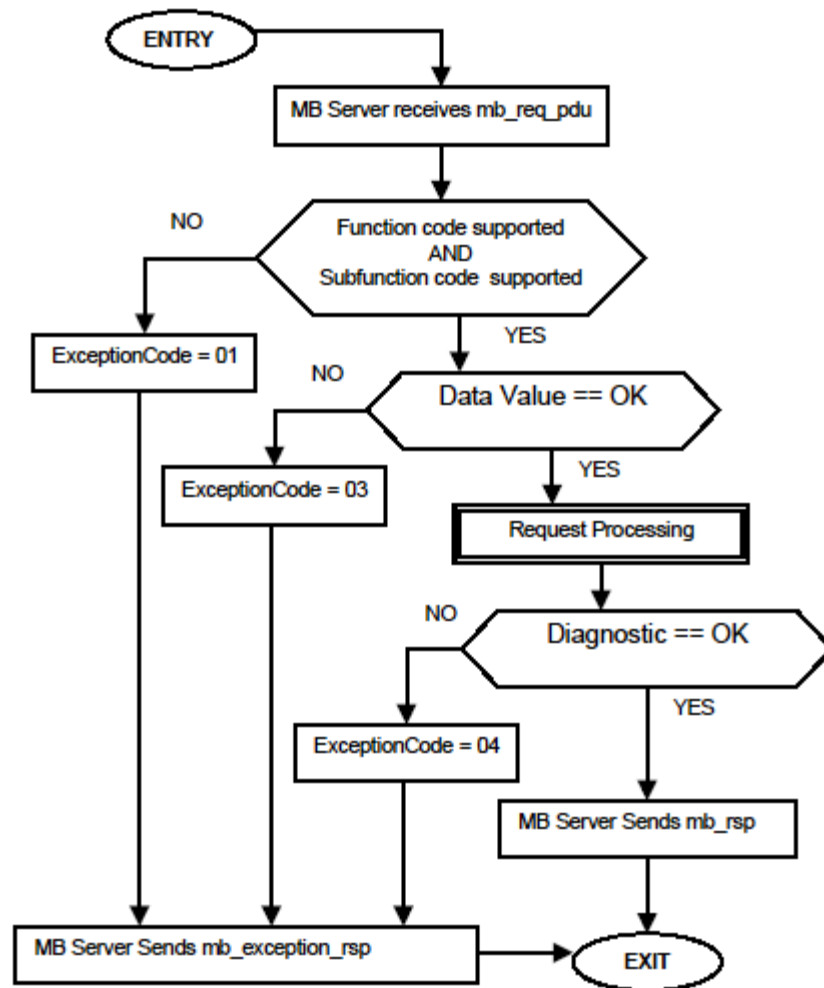 ENTRY
MB Server receives mb_req_pdu
NO
Function code supported
AND
Subfunction code supported
YES
ExceptionCode = 01
NO
Data Value == OK
YES
ExceptionCode = 03
Request Processing
NO
Diagnostic == OK
YES
ExceptionCode = 04
MB Server Sends mb_rsp
MB Server Sends mb_exception_rsp
EXIT